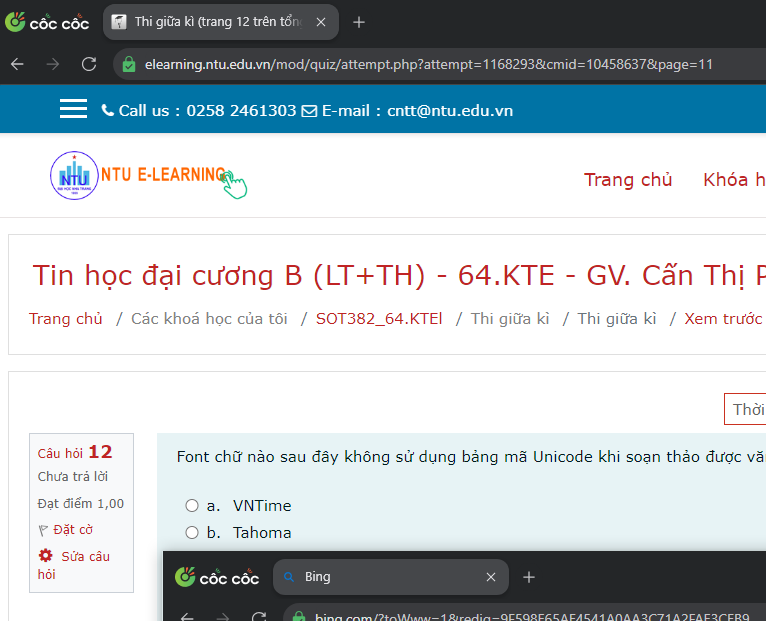 cốc cốc
Thi giữa kì (trang 12 trên tổn
elearning.ntu.edu.vn/mod/quiz/attempt.php?attempt=1168293&cmid=10458637&page=11
Call us : 0258 2461303 E-mail : cntt@ntu.edu.vn
NTU
NTU E-LEARNING
Trang chủ Khóa h
Tin học đại cương B (LT+TH) - 64.KTE - GV. Cấn Thị P
Trang chủ / Các khoá học của tôi / SOT382_64.KTEl / Thi giữa kì / Thi giữa kì / Xem trước
Thời
Câu hỏi 12
Chưa trả lời
Đạt điểm 1,00
Đặt cờ
Sửa câu
hỏi
Font chữ nào sau đây không sử dụng bảng mã Unicode khi soạn thảo được vă
a. VNTime
b. Tahoma
cốc cốc
Bing
bing.com/?toWww=1&redig=9F598F65AF4541A0AA3C71A2FAF3CFB9